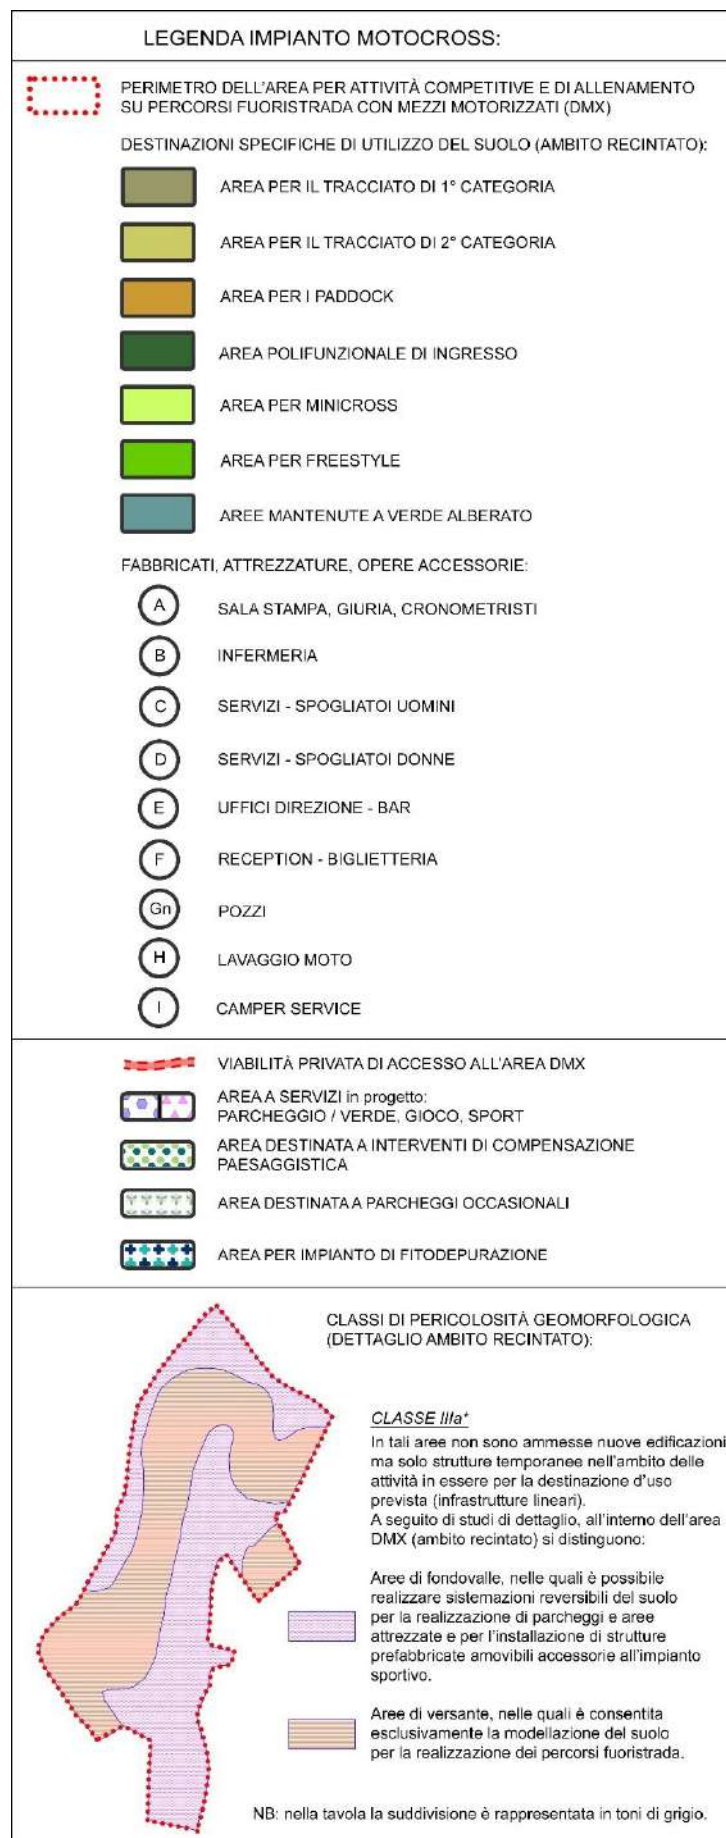 LEGENDA IMPIANTO MOTOCROSS:
PERIMETRO DELL'AREA PER ATTIVITÀ COMPETITIVE E DI ALLENAMENTO
SU PERCORSI FUORISTRADA CON MEZZI MOTORIZZATI (DMX)
DESTINAZIONI SPECIFICHE DI UTILIZZO DEL SUOLO (AMBITO RECINTATO):
AREA PER IL TRACCIATO DI 1° CATEGORIA
AREA PER IL TRACCIATO DI 2° CATEGORIA
AREA PER I PADDOCK
AREA POLIFUNZIONALE DI INGRESSO
AREA PER MINICROSS
AREA PER FREESTYLE
AREE MANTENUTE A VERDE ALBERATO
FABBRICATI, ATTREZZATURE, OPERE ACCESSORIE:
A SALA STAMPA, GIURIA, CRONOMETRISTI
B INFERMERIA
C SERVIZI - SPOGLIATOI UOMINI
D SERVIZI - SPOGLIATOI DONNE
E UFFICI DIREZIONE - BAR
F RECEPTION - BIGLIETTERIA
Gn POZZI
H LAVAGGIO MOTO
I CAMPER SERVICE
VIABILITÀ PRIVATA DI ACCESSO ALL'AREA DMX
AREA A SERVIZI in progetto:
PARCHEGGIO / VERDE, GIOCO, SPORT
AREA DESTINATA A INTERVENTI DI COMPENSAZIONE
PAESAGGISTICA
AREA DESTINATA A PARCHEGGI OCCASIONALI
AREA PER IMPIANTO DI FITODEPURAZIONE
CLASSI DI PERICOLOSITÀ GEOMORFOLOGICA
(DETTAGLIO AMBITO RECINTATO):
CLASSE IIIa*
In tali aree non sono ammesse nuove edificazioni
ma solo strutture temporanee nell'ambito delle
attività in essere per la destinazione d'uso
prevista (infrastrutture lineari).
A seguito di studi di dettaglio, all'interno dell'area
DMX (ambito recintato) si distinguono:
Aree di fondovalle, nelle quali è possibile
realizzare sistemazioni reversibili del suolo
per la realizzazione di parcheggi e aree
attrezzate e per l'installazione di strutture
prefabbricate amovibili accessorie all'impianto
sportivo.
Aree di versante, nelle quali è consentita
esclusivamente la modellazione del suolo
per la realizzazione dei percorsi fuoristrada.
NB: nella tavola la suddivisione è rappresentata in toni di grigio.